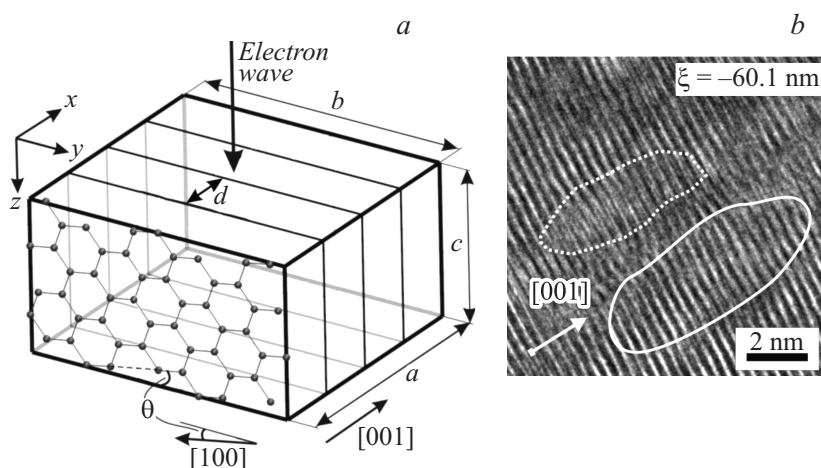 a
Electron
wave
b
x
y
z
d
c
a
θ
[100]
[001]
b
ξ = –60.1 nm
[001]
2 nm